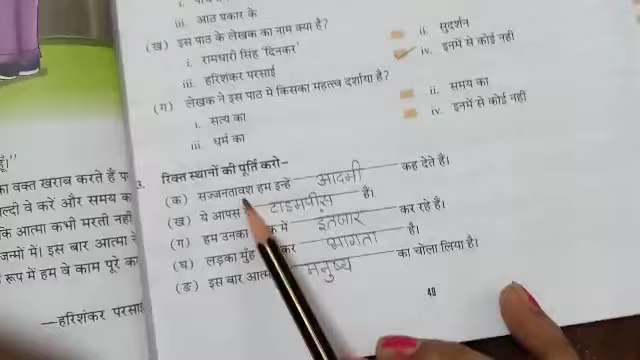 iii. आठ प्रकार के
(ख) इस पाठ के लेखक का नाम क्या है?
i. रामधारी सिंह 'दिनकर'
ii. सुदर्शन
iii. हरिशंकर परसाई
iv. इनमें से कोई नहीं
(ग) लेखक ने इस पाठ में किसका महत्व दर्शाया है?
i. सत्य का
ii. समय का
iii. धर्म का
iv. इनमें से कोई नहीं
3. रिक्त स्थानों की पूर्ति करो–
(क) सज्जनतावश हम इन्हें आदमी कह देते हैं।
(ख) ये आपस टाइमपीस हैं।
(ग) हम उनका में इंतजार कर रहे हैं।
(घ) लड़का मुँह कर भागता है।
(ङ) इस बार आत्मा मनुष्य का चोला लिया है।
49
हूँ।"
का वक्त खराब करते हैं
ल्दी वे करें और समय
कि आत्मा कभी मरती नहीं
जन्मों में। इस बार आत्मा
रूप में हम वे काम पूरे
—हरिशंकर परसाई